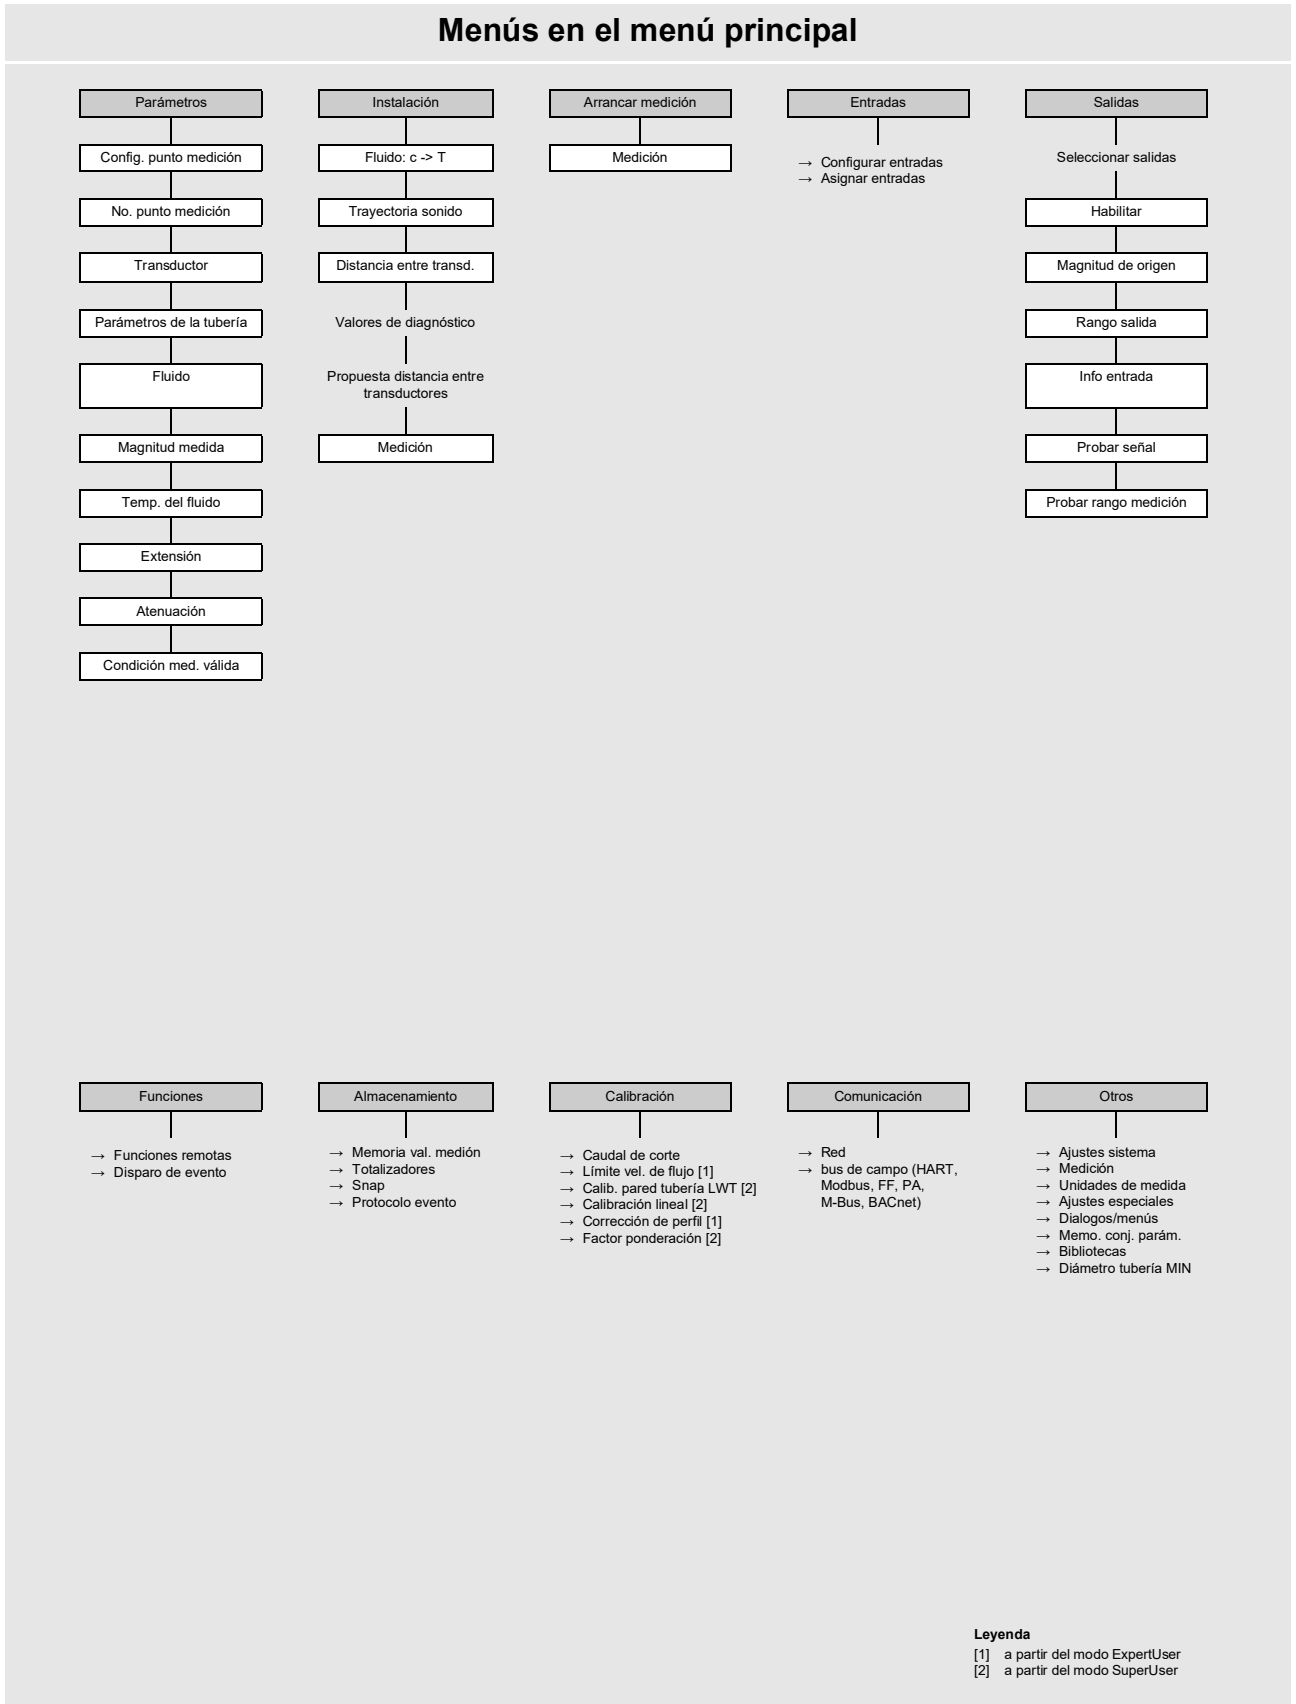 Menús en el menú principal
Parámetros
Config. punto medición
No. punto medición
Transductor
Parámetros de la tubería
Fluido
Magnitud medida
Temp. del fluido
Extensión
Atenuación
Condición med. válida
Instalación
Fluido: c -> T
Trayectoria sonido
Distancia entre transd.
Valores de diagnóstico
Propuesta distancia entre
transductores
Medición
Arrancar medición
Medición
Entradas
→ Configurar entradas
→ Asignar entradas
Salidas
Seleccionar salidas
Habilitar
Magnitud de origen
Rango salida
Info entrada
Probar señal
Probar rango medición
Funciones
→ Funciones remotas
→ Disparo de evento
Almacenamiento
→ Memoria val. medión
→ Totalizadores
→ Snap
→ Protocolo evento
Calibración
→ Caudal de corte
→ Límite vel. de flujo [1]
→ Calib. pared tubería LWT [2]
→ Calibración lineal [2]
→ Corrección de perfil [1]
→ Factor ponderación [2]
Comunicación
→ Red
→ bus de campo (HART,
Modbus, FF, PA,
M-Bus, BACnet)
Otros
→ Ajustes sistema
→ Medición
→ Unidades de medida
→ Ajustes especiales
→ Dialogos/menús
→ Memo. conj. parám.
→ Bibliotecas
→ Diámetro tubería MIN
Leyenda
[1] a partir del modo ExpertUser
[2] a partir del modo SuperUser